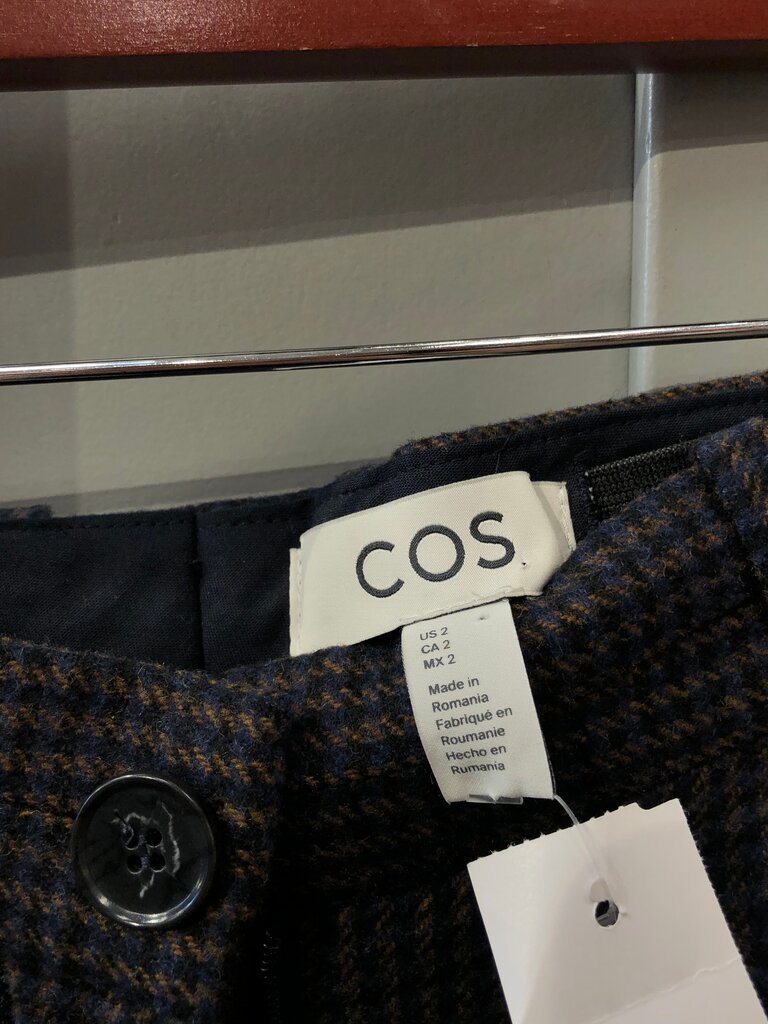 COS
US 2
CA 2
MX 2
Made in
Romania
Fabriqué en
Roumanie
Hecho en
Rumania